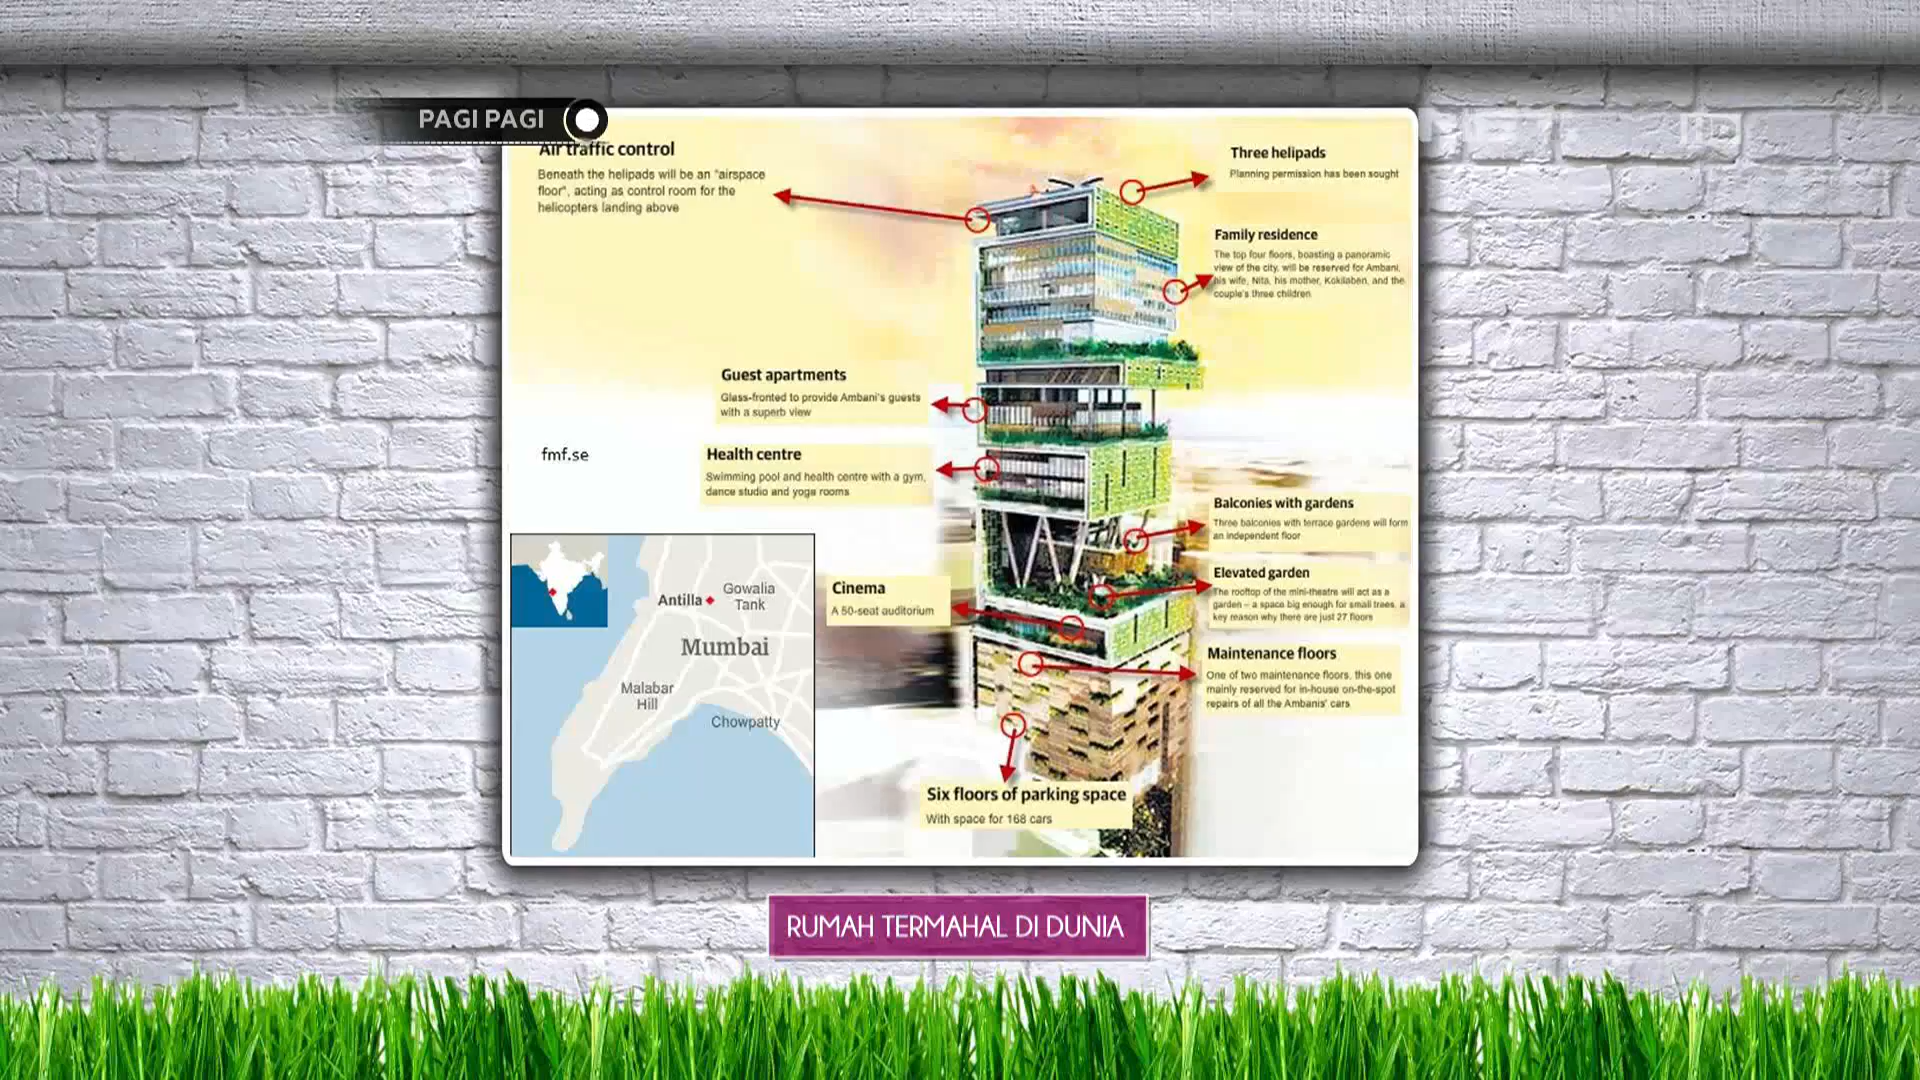 PAGI PAGI
Air traffic control
Beneath the helipads will be an "airspace
floor", acting as control room for the
helicopters landing above
Three helipads
Planning permission has been sought
Family residence
The top four floors, boasting a panoramic
view of the city, will be reserved for Ambani,
his wife, Nita, his mother, Kokilaben, and the
couple's three children
Guest apartments
Glass-fronted to provide Ambani's guests
with a superb view
Health centre
Swimming pool and health centre with a gym,
dance studio and yoga rooms
fmf.se
Balconies with gardens
Three balconies with terrace gardens will form
an independent floor
Cinema
A 50-seat auditorium
Elevated garden
The rooftop of the mini-theatre will act as a
garden – a space big enough for small trees, a
key reason why there are just 27 floors
Maintenance floors
One of two maintenance floors, this one
mainly reserved for in-house on-the-spot
repairs of all the Ambanis' cars
Six floors of parking space
With space for 168 cars
Antilla
Gowalia
Tank
Mumbai
Malabar
Hill
Chowpatty
RUMAH TERMAHAL DI DUNIA